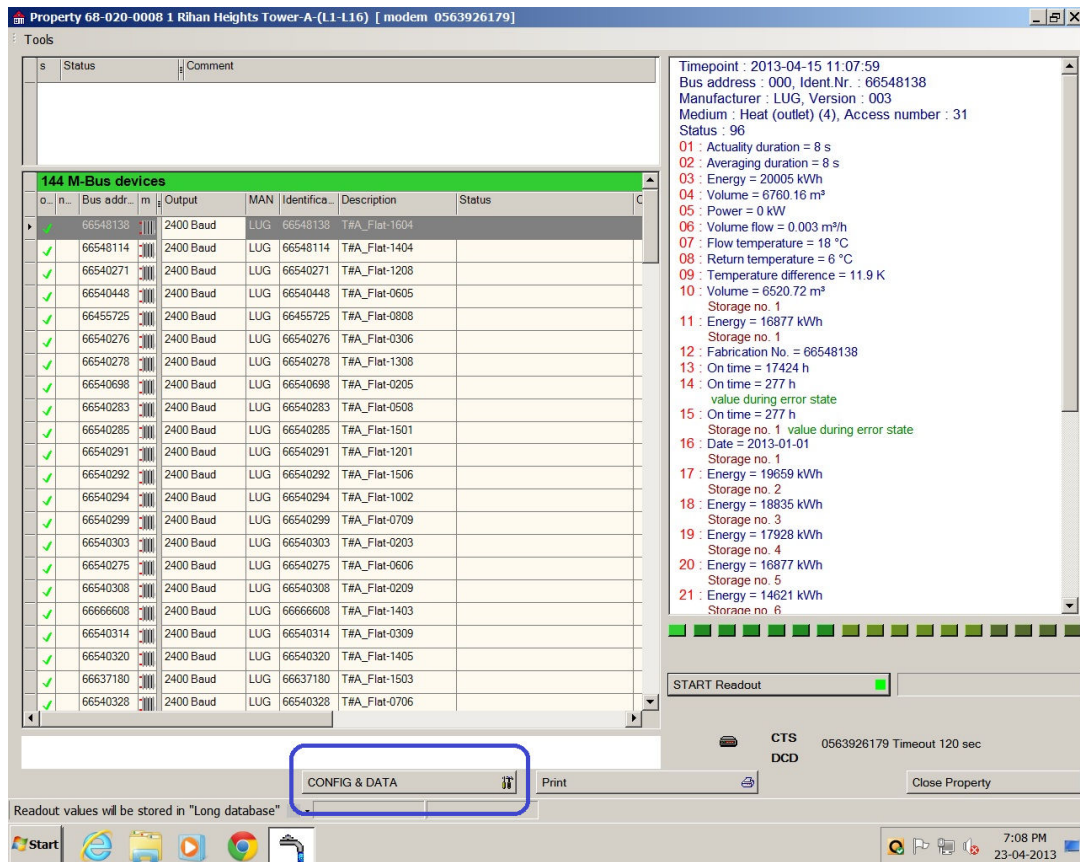 Property 68-020-0008 1 Rihan Heights Tower-A-(L1-L16) [ modem 0563926179]
Tools
s Status Comment
144 M-Bus devices
o... n... Bus addr... m Output MAN Identifica... Description Status C
66548138 2400 Baud LUG 66548138 T#A_Flat-1604
66548114 2400 Baud LUG 66548114 T#A_Flat-1404
66540271 2400 Baud LUG 66540271 T#A_Flat-1208
66540448 2400 Baud LUG 66540448 T#A_Flat-0605
66455725 2400 Baud LUG 66455725 T#A_Flat-0808
66540276 2400 Baud LUG 66540276 T#A_Flat-0306
66540278 2400 Baud LUG 66540278 T#A_Flat-1308
66540698 2400 Baud LUG 66540698 T#A_Flat-0205
66540283 2400 Baud LUG 66540283 T#A_Flat-0508
66540285 2400 Baud LUG 66540285 T#A_Flat-1501
66540291 2400 Baud LUG 66540291 T#A_Flat-1201
66540292 2400 Baud LUG 66540292 T#A_Flat-1506
66540294 2400 Baud LUG 66540294 T#A_Flat-1002
66540299 2400 Baud LUG 66540299 T#A_Flat-0709
66540303 2400 Baud LUG 66540303 T#A_Flat-0203
66540275 2400 Baud LUG 66540275 T#A_Flat-0606
66540308 2400 Baud LUG 66540308 T#A_Flat-0209
66666608 2400 Baud LUG 66666608 T#A_Flat-1403
66540314 2400 Baud LUG 66540314 T#A_Flat-0309
66540320 2400 Baud LUG 66540320 T#A_Flat-1405
66637180 2400 Baud LUG 66637180 T#A_Flat-1503
66540328 2400 Baud LUG 66540328 T#A_Flat-0706
Timepoint : 2013-04-15 11:07:59
Bus address : 000, Ident.Nr. : 66548138
Manufacturer : LUG, Version : 003
Medium : Heat (outlet) (4), Access number : 31
Status : 96
01 : Actuality duration = 8 s
02 : Averaging duration = 8 s
03 : Energy = 20005 kWh
04 : Volume = 6760.16 m³
05 : Power = 0 kW
06 : Volume flow = 0.003 m³/h
07 : Flow temperature = 18 °C
08 : Return temperature = 6 °C
09 : Temperature difference = 11.9 K
10 : Volume = 6520.72 m³
Storage no. 1
11 : Energy = 16877 kWh
Storage no. 1
12 : Fabrication No. = 66548138
13 : On time = 17424 h
14 : On time = 277 h
value during error state
15 : On time = 277 h
Storage no. 1 value during error state
16 : Date = 2013-01-01
Storage no. 1
17 : Energy = 19659 kWh
Storage no. 2
18 : Energy = 18835 kWh
Storage no. 3
19 : Energy = 17928 kWh
Storage no. 4
20 : Energy = 16877 kWh
Storage no. 5
21 : Energy = 14621 kWh
Storage no. 6
START Readout
CTS
DCD
0563926179 Timeout 120 sec
CONFIG & DATA
Print
Close Property
Readout values will be stored in "Long database"
Start
7:08 PM
23-04-2013